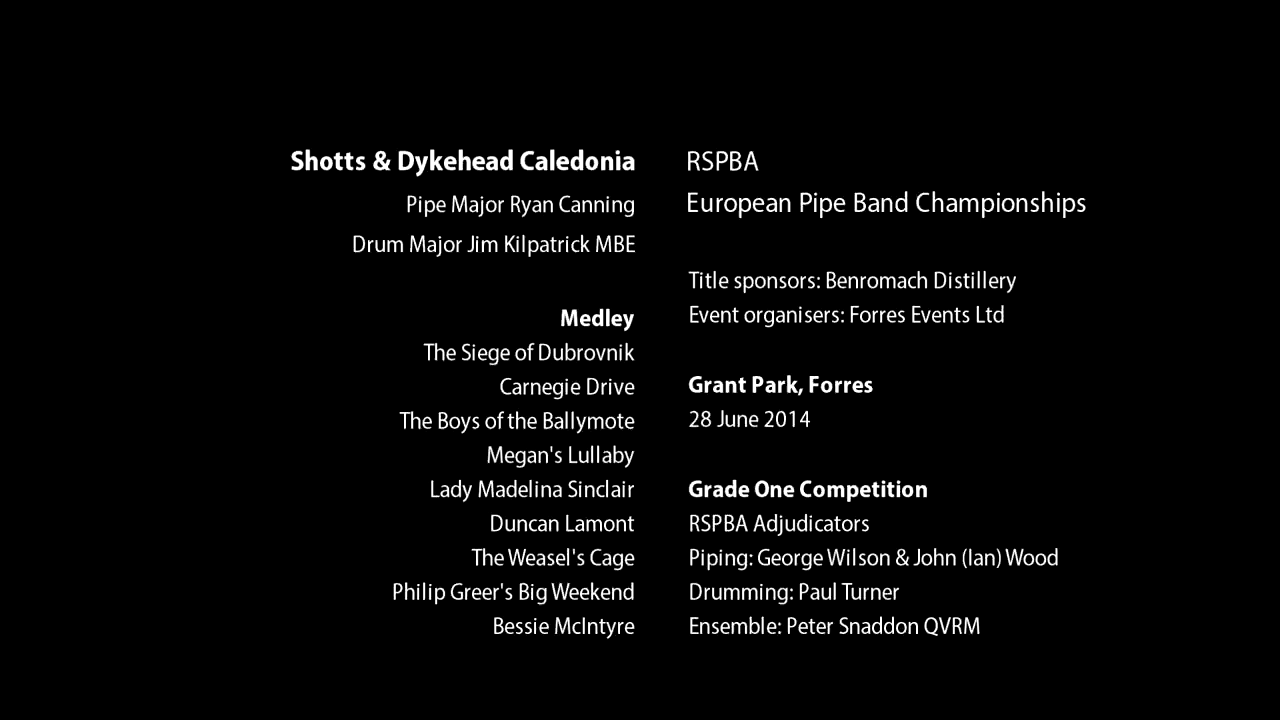 Shotts & Dykehead Caledonia
Pipe Major Ryan Canning
Drum Major Jim Kilpatrick MBE
Medley
The Siege of Dubrovnik
Carnegie Drive
The Boys of the Ballymote
Megan's Lullaby
Lady Madelina Sinclair
Duncan Lamont
The Weasel's Cage
Philip Greer's Big Weekend
Bessie McIntyre
RSPBA
European Pipe Band Championships
Title sponsors: Benromach Distillery
Event organisers: Forres Events Ltd
Grant Park, Forres
28 June 2014
Grade One Competition
RSPBA Adjudicators
Piping: George Wilson & John (Ian) Wood
Drumming: Paul Turner
Ensemble: Peter Snaddon QVRM